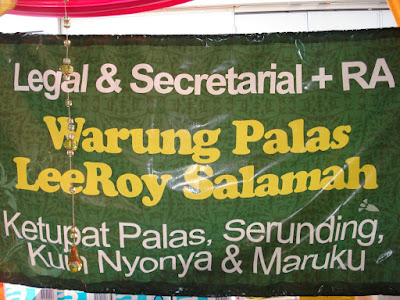 Legal & Secretarial + RA
Warung Palas
LeeRoy Salamah
Ketupat Palas, Serunding,
Kuih Nyonya & Maruku